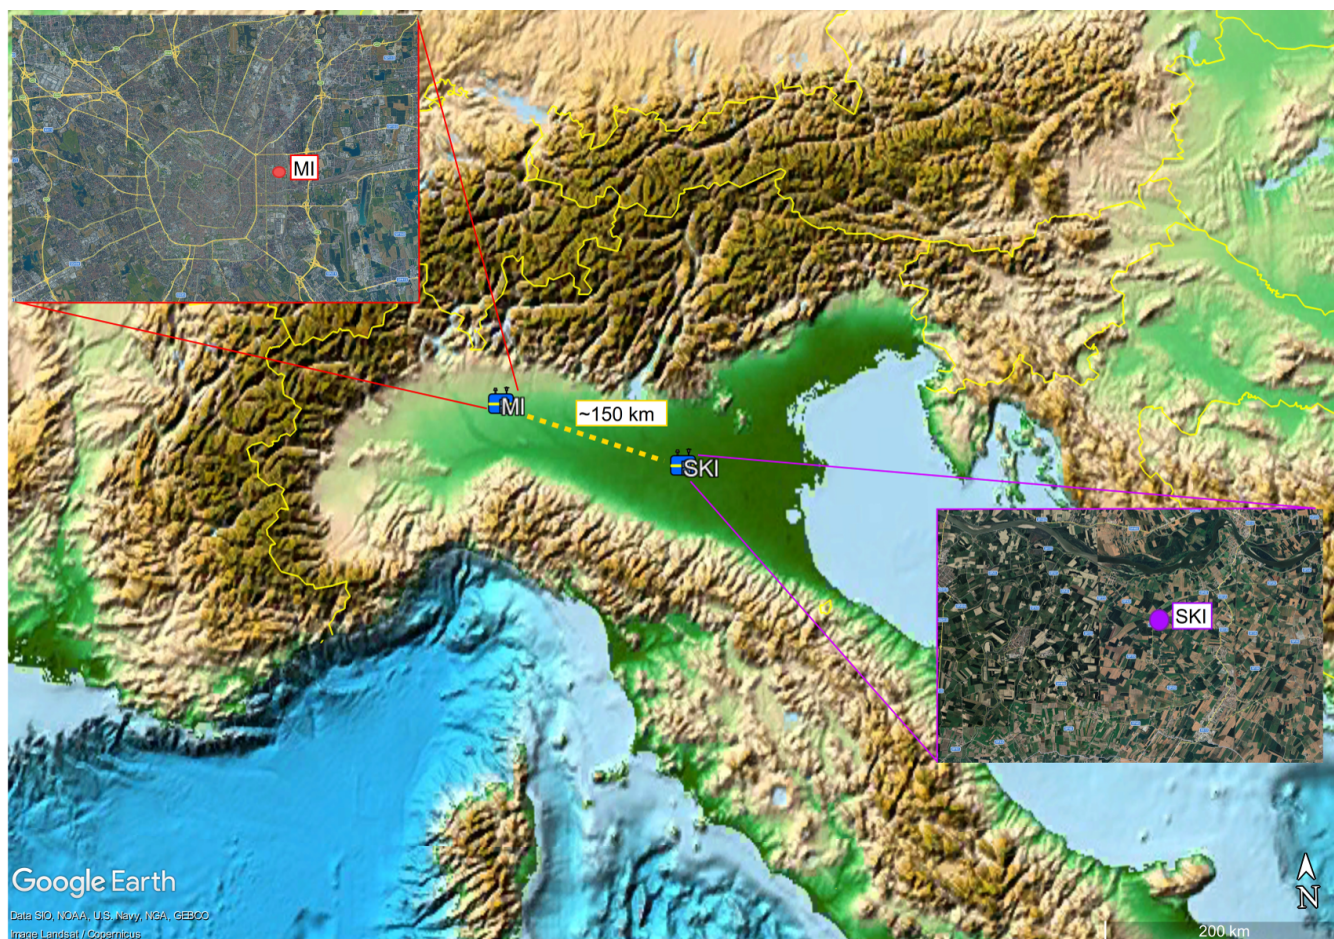 MI
MI
~150 km
SKI
SKI
Google Earth
Data SIO, NOAA, U.S. Navy, NGA, GEBCO
Image Landsat / Copernicus
N
200 km